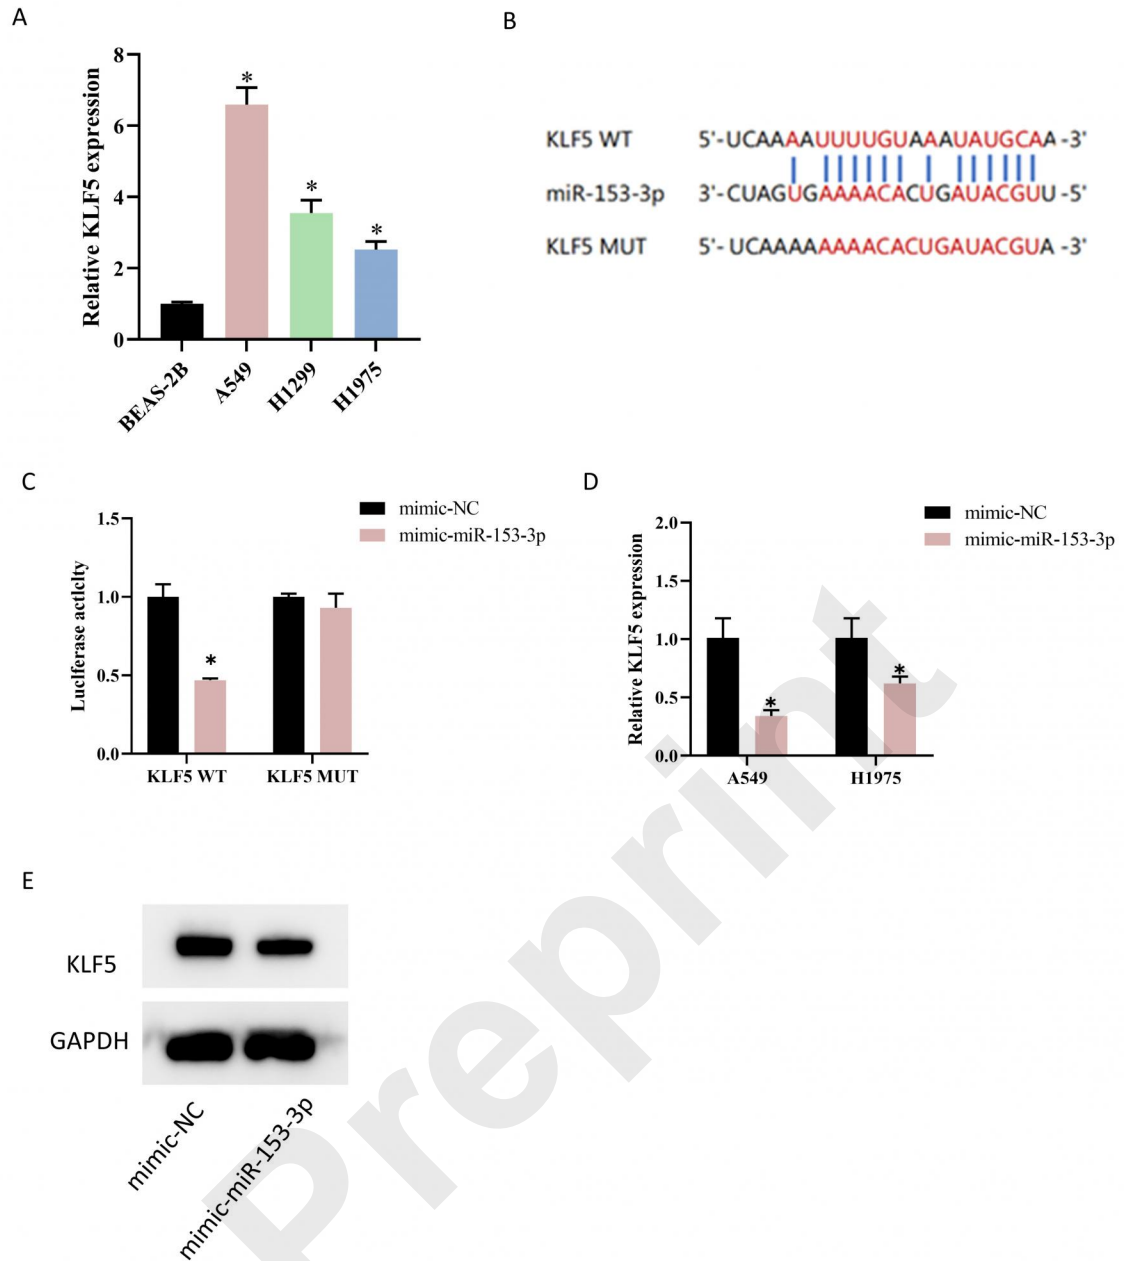 A
Relative KLF5 expression
8
6
4
2
0
BEAS-2B
A549
H1299
H1975
*
*
*
B
KLF5 WT 5'-UCAAAAAUUUUGUAAAUAUGCAA-3'
miR-153-3p 3'-CUAGUGAAAACACUGAUACGUU-5'
KLF5 MUT 5'-UCAAAAAAAACACUGAUACGUA-3'
C
mimic-NC
mimic-miR-153-3p
Luclferase actlclty
1.5
1.0
0.5
0.0
*
KLF5 WT
KLF5 MUT
D
mimic-NC
mimic-miR-153-3p
Relative KLF5 expression
2.0
1.5
1.0
0.5
0.0
*
*
A549
H1975
E
KLF5
GAPDH
mimic-NC
mimic-miR-153-3p
Preprint